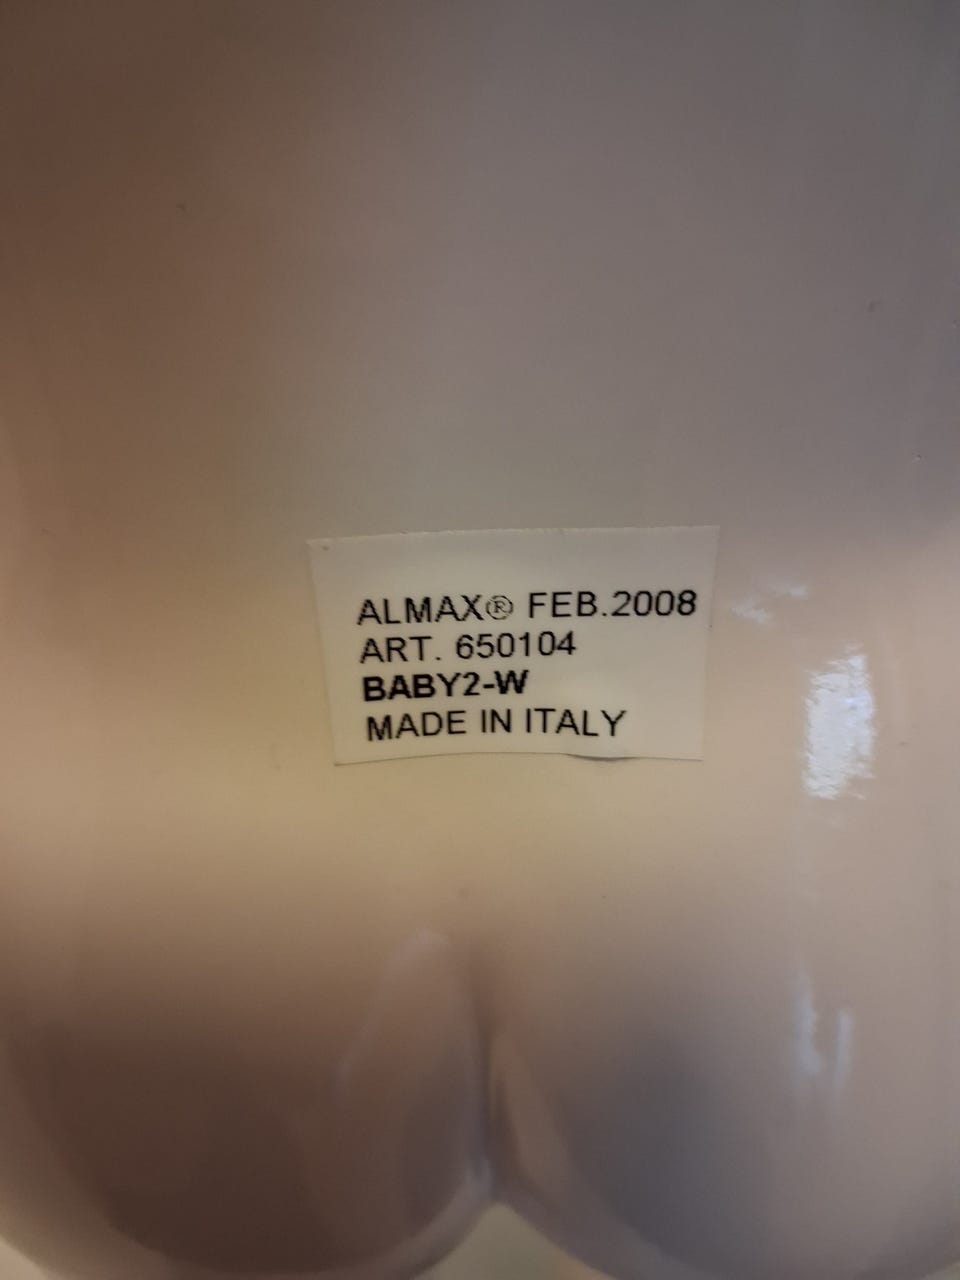 ALMAX® FEB.2008
ART. 650104
BABY2-W
MADE IN ITALY